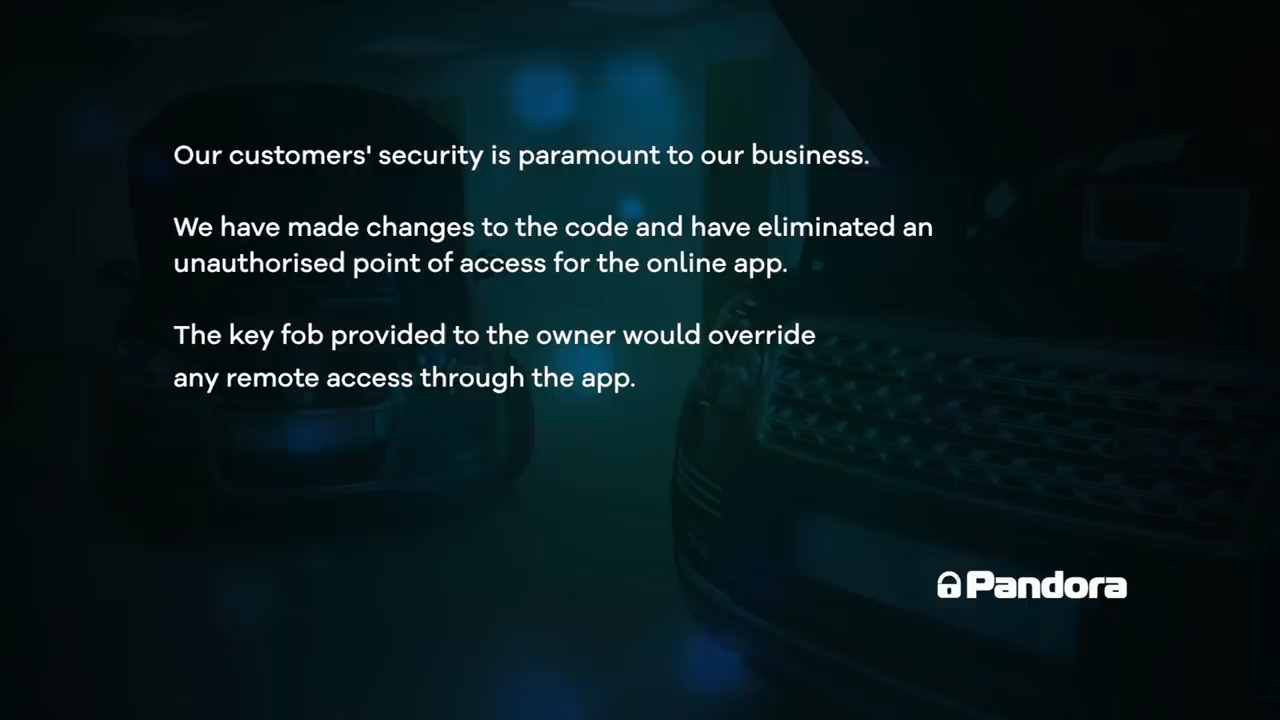 Our customers' security is paramount to our business.
We have made changes to the code and have eliminated an
unauthorised point of access for the online app.
The key fob provided to the owner would override
any remote access through the app.
Pandora